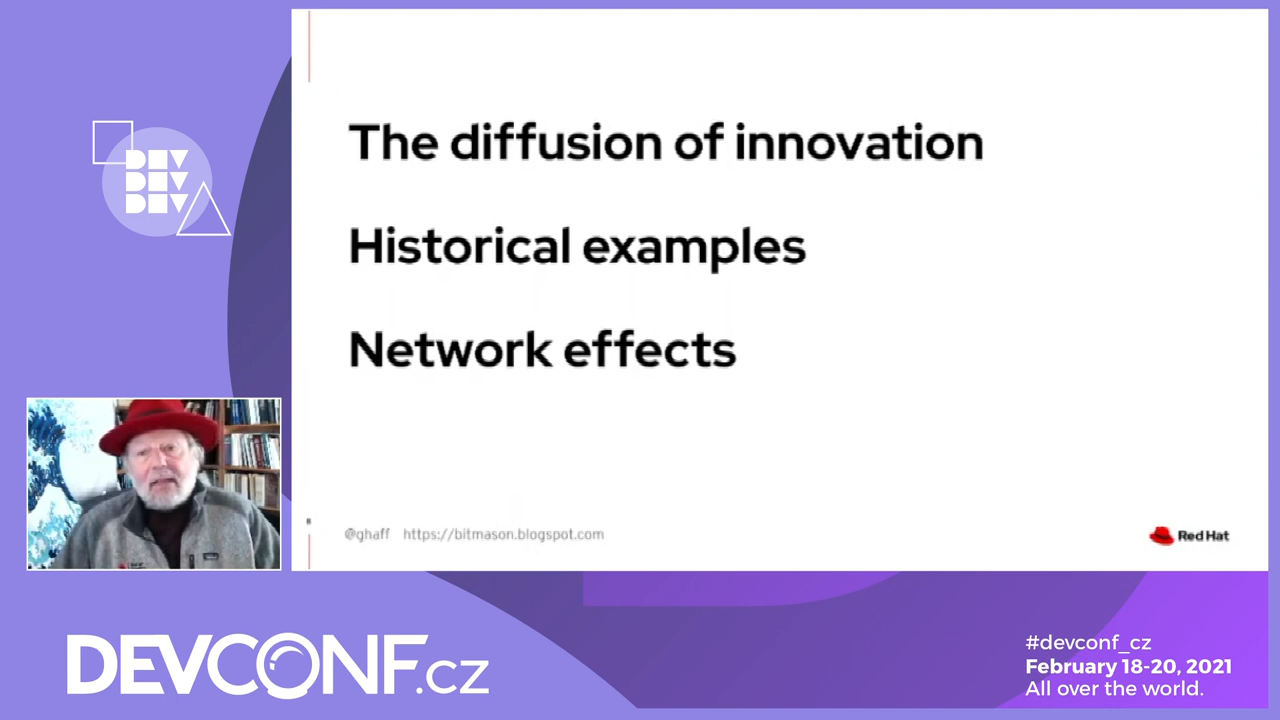 DEV
DEV
DEV
The diffusion of innovation
Historical examples
Network effects
@ghaff https://bitmason.blogspot.com
Red Hat
DEVCONF.cz
#devconf_cz
February 18-20, 2021
All over the world.